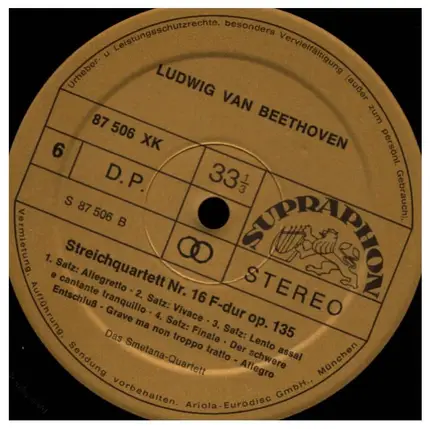 Urheber- u. Leistungsschutzrechte, besonders Vervielfältigung (außer zum persönl. Gebrauch),
LUDWIG VAN BEETHOVEN
87 506 XK
6
D.P.
33 1/3
S 87 506 B
SUPRAPHON
STEREO
Streichquartett Nr. 16 F-dur op. 135
1. Satz: Allegretto · 2. Satz: Vivace · 3. Satz: Lento assai
e cantante tranquillo · 4. Satz: Finale · Der schwere
Entschluß · Grave ma non troppo tratto · Allegro
Das Smetana-Quartett
Vermietung, Aufführung, Sendung vorbehalten. Ariola-Eurodisc GmbH., München